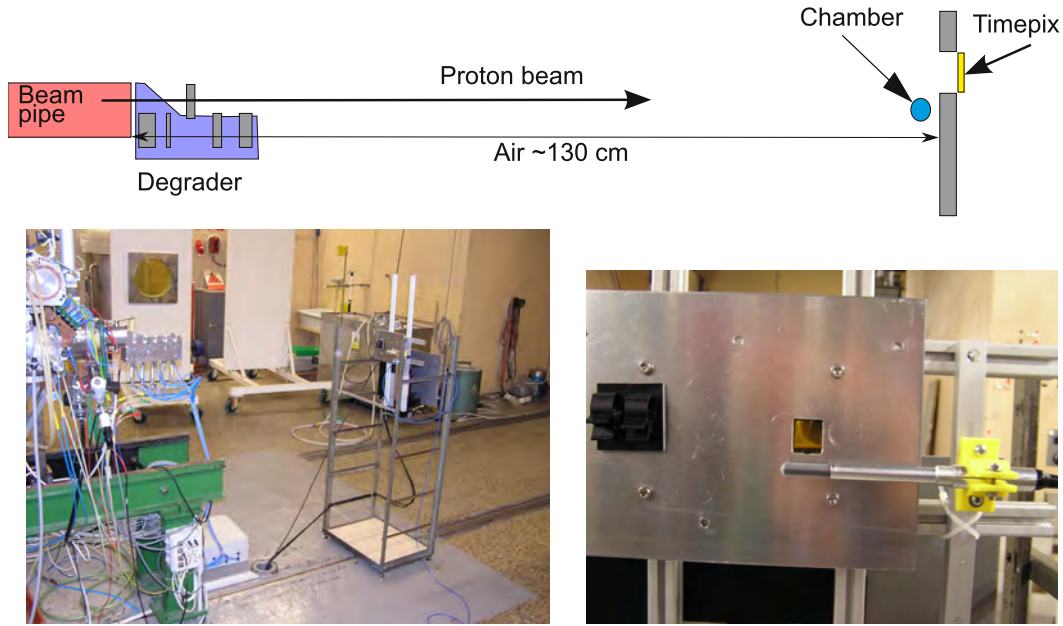 Chamber
Timepix
Proton beam
Beam
pipe
Air ~130 cm
Degrader